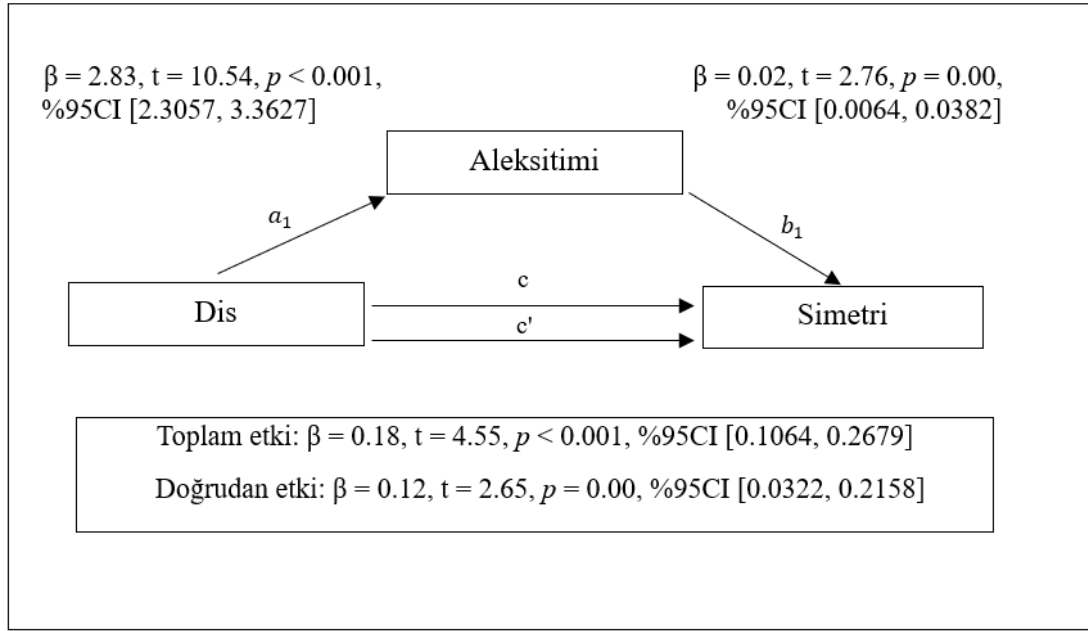 β = 2.83, t = 10.54, p < 0.001,
%95CI [2.3057, 3.3627]
β = 0.02, t = 2.76, p = 0.00,
%95CI [0.0064, 0.0382]
Aleksitimi
a₁
b₁
Dis
c
c'
Simetri
Toplam etki: β = 0.18, t = 4.55, p < 0.001, %95CI [0.1064, 0.2679]
Doğrudan etki: β = 0.12, t = 2.65, p = 0.00, %95CI [0.0322, 0.2158]